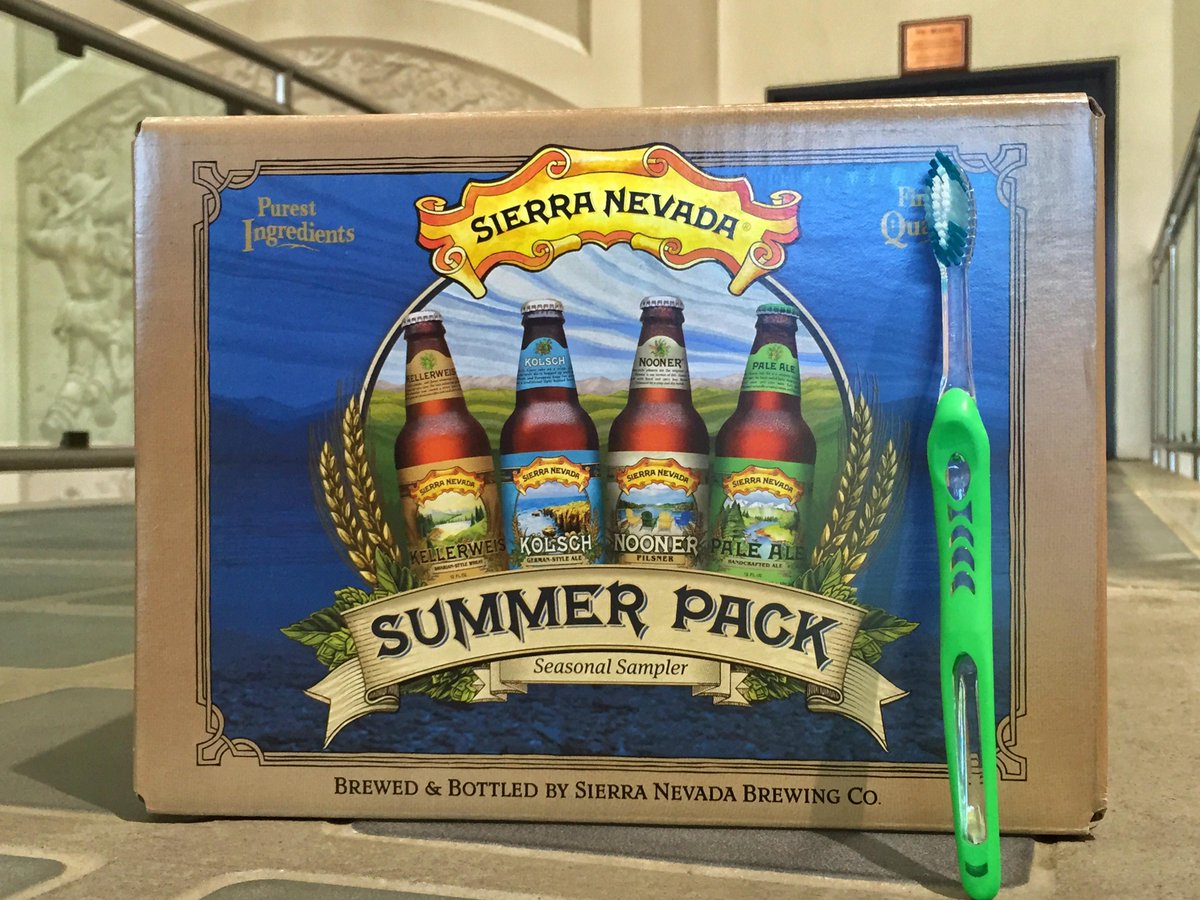 SIERRA NEVADA
Purest
Ingredients
Fin
Qua
KELLERWEIS
KOLSCH
NOONER
PALE ALE
SIERRA NEVADA
KELLERWEIS
SIERRA NEVADA
KOLSCH
GERMAN-STYLE ALE
SIERRA NEVADA
NOONER
PILSNER
SIERRA NEVADA
PALE ALE
HANDCRAFTED ALE
SUMMER PACK
Seasonal Sampler
BREWED & BOTTLED BY SIERRA NEVADA BREWING CO.